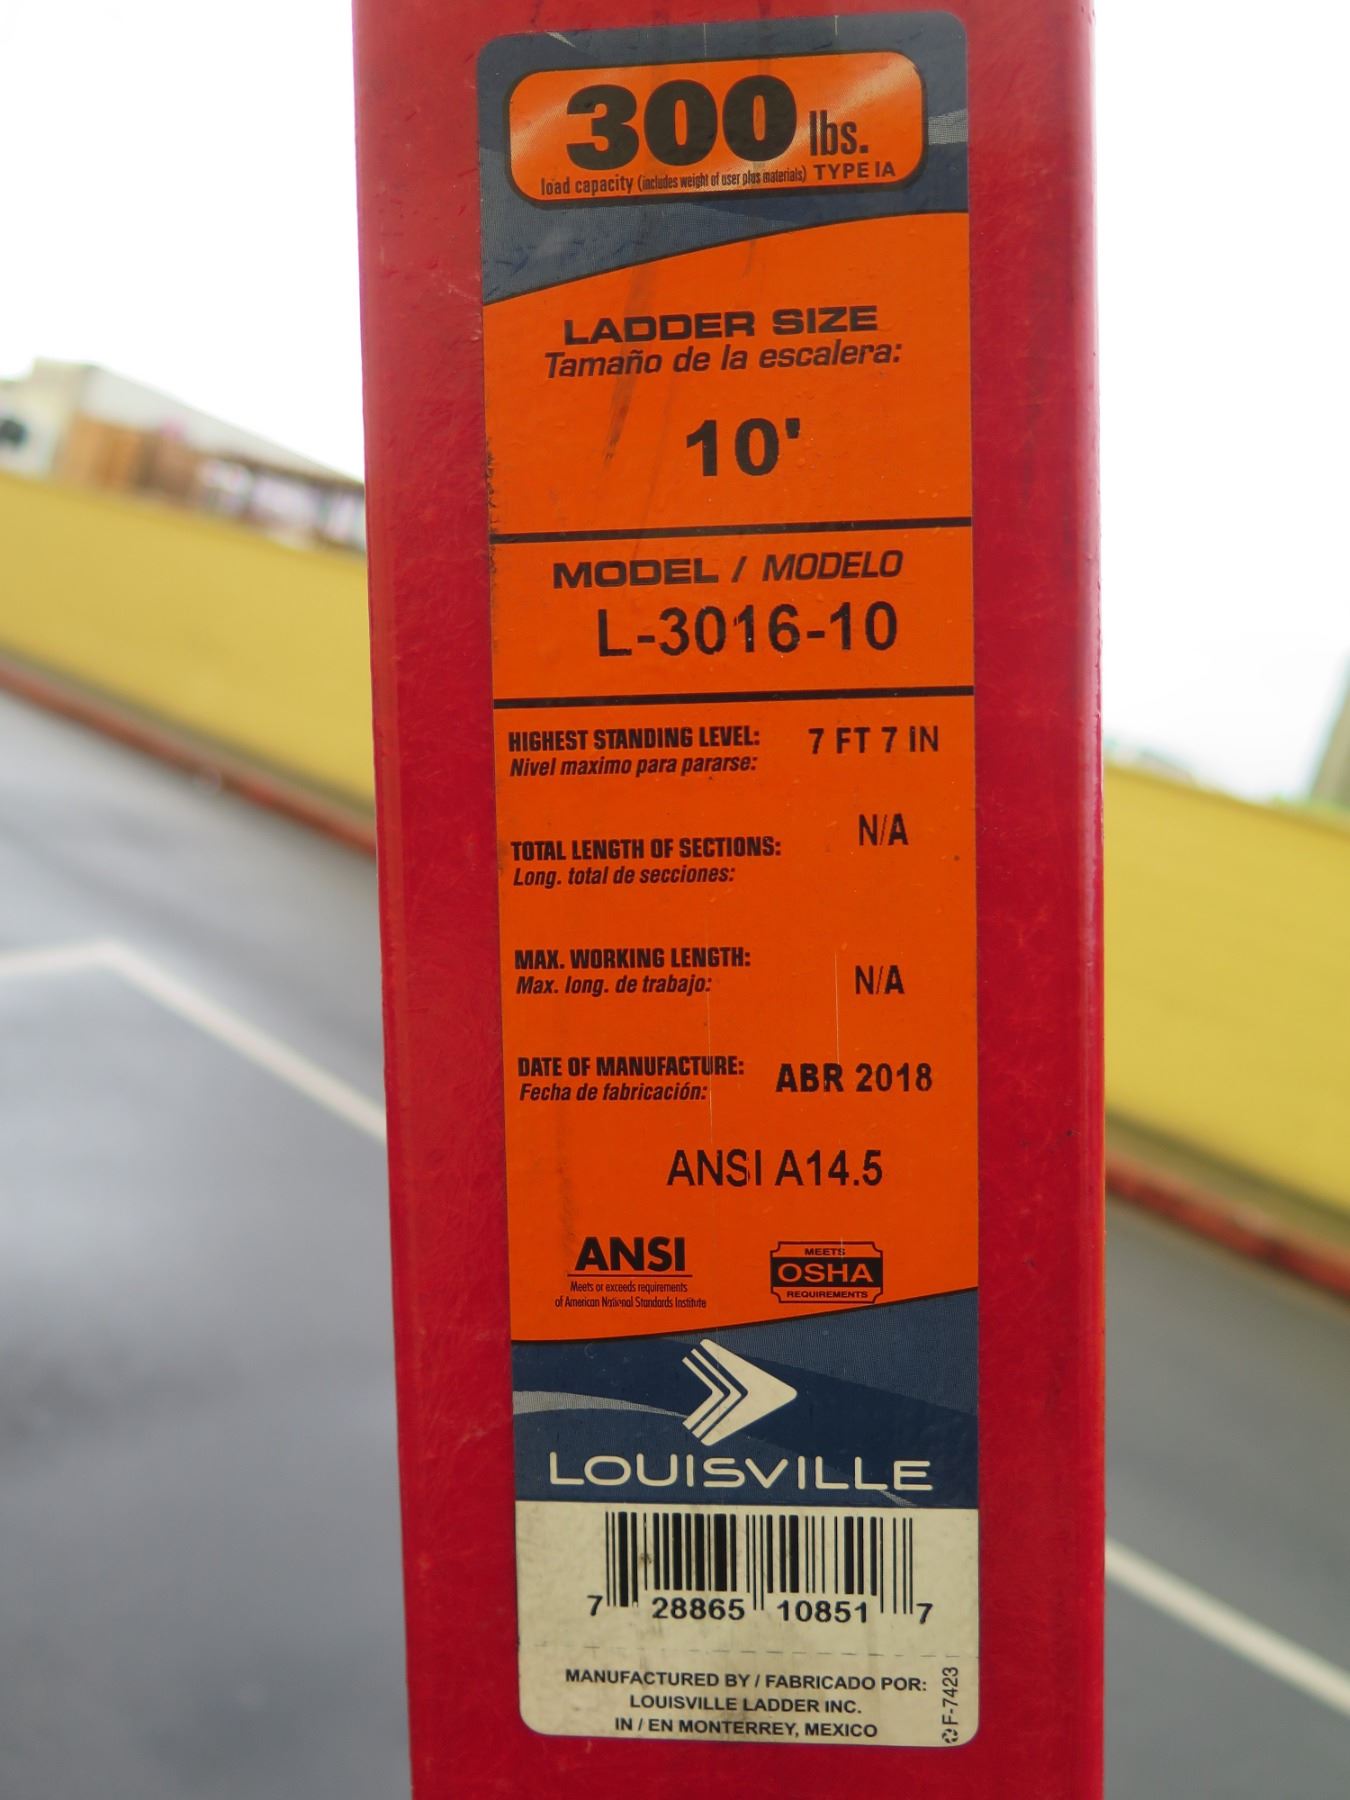 300 lbs.
load capacity (includes weight of user plus materials) TYPE IA
LADDER SIZE
Tamaño de la escalera:
10'
MODEL / MODELO
L-3016-10
HIGHEST STANDING LEVEL: 7 FT 7 IN
Nivel maximo para pararse:
TOTAL LENGTH OF SECTIONS: N/A
Long. total de secciones:
MAX. WORKING LENGTH: N/A
Max. long. de trabajo:
DATE OF MANUFACTURE: ABR 2018
Fecha de fabricación:
ANSI A14.5
ANSI
Meets or exceeds requirements
of American National Standards Institute
MEETS
OSHA
REQUIREMENTS
LOUISVILLE
7 28865 10851 7
MANUFACTURED BY / FABRICADO POR:
LOUISVILLE LADDER INC.
IN / EN MONTERREY, MEXICO
F-7423